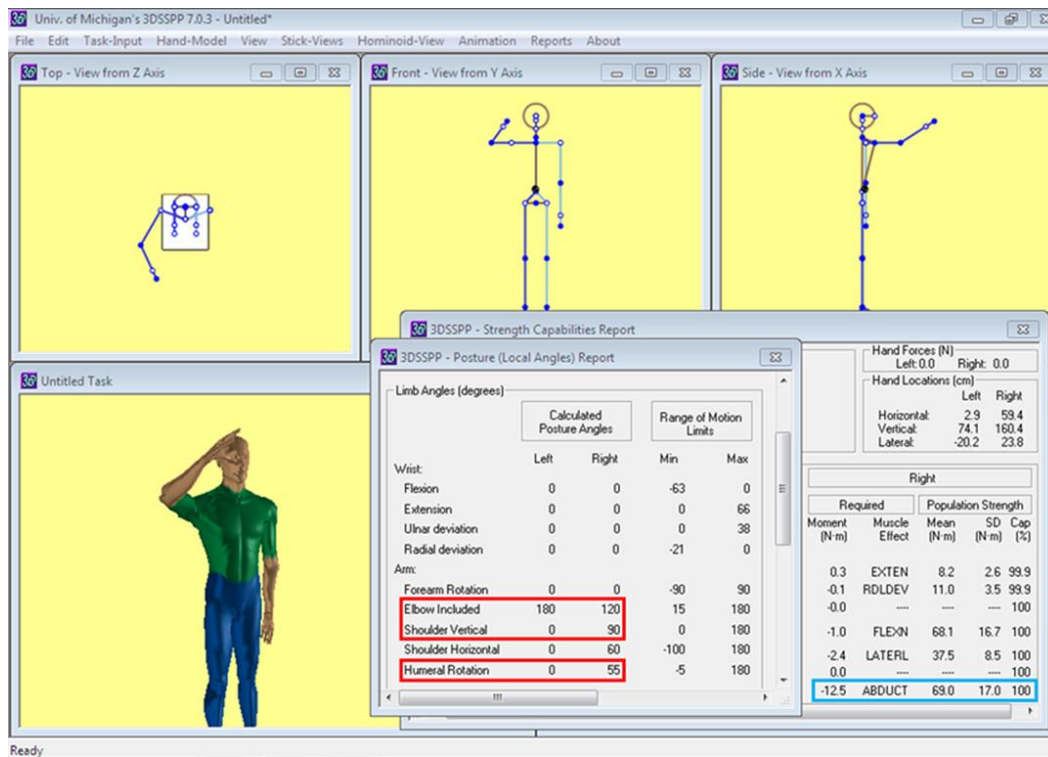 Univ. of Michigan's 3DSSPP 7.0.3 - Untitled*
File Edit Task-Input Hand-Model View Stick-Views Hominoid-View Animation Reports About
Top - View from Z Axis
Front - View from Y Axis
Side - View from X Axis
Untitled Task
3DSSPP - Strength Capabilities Report
Hand Forces (N)
Left: 0.0 Right: 0.0
Hand Locations (cm)
Left Right
Horizontal: 2.9 59.4
Vertical: 74.1 160.4
Lateral: -20.2 23.8
Right
Required Population Strength
Moment Muscle Mean SD Cap
(N·m) Effect (N·m) (N·m) (%)
0.3 EXTEN 8.2 2.6 99.9
-0.1 RDLDEV 11.0 3.5 99.9
-0.0 ---- ---- ---- 100
-1.0 FLEXN 68.1 16.7 100
-2.4 LATERL 37.5 8.5 100
0.0 ---- ---- ---- 100
-12.5 ABDUCT 69.0 17.0 100
3DSSPP - Posture (Local Angles) Report
Limb Angles (degrees)
Calculated Posture Angles
Range of Motion Limits
Left Right Min Max
Wrist:
Flexion 0 0 -63 0
Extension 0 0 0 66
Ulnar deviation 0 0 0 38
Radial deviation 0 0 -21 0
Arm:
Forearm Rotation 0 0 -90 90
Elbow Included 180 120 15 180
Shoulder Vertical 0 90 0 180
Shoulder Horizontal 0 60 -100 180
Humeral Rotation 0 55 -5 180
Ready